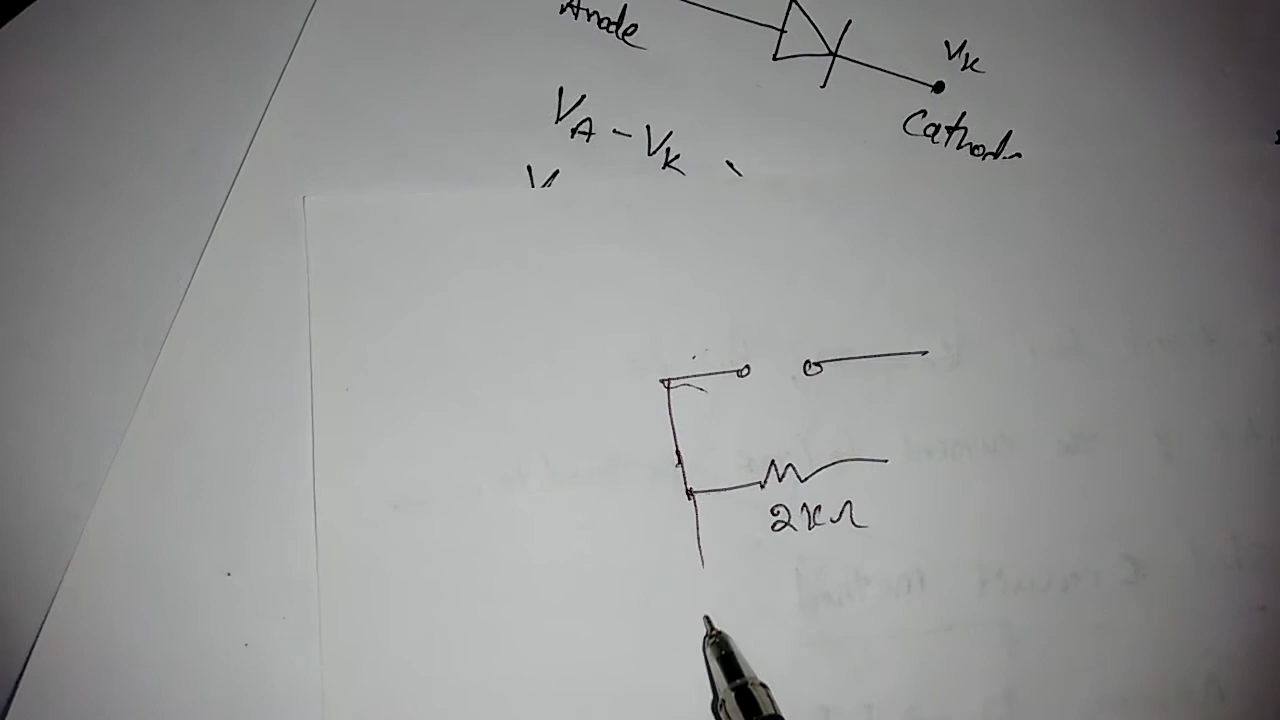 Anode
VK
Cathode
VA - VK
V
2KΩ